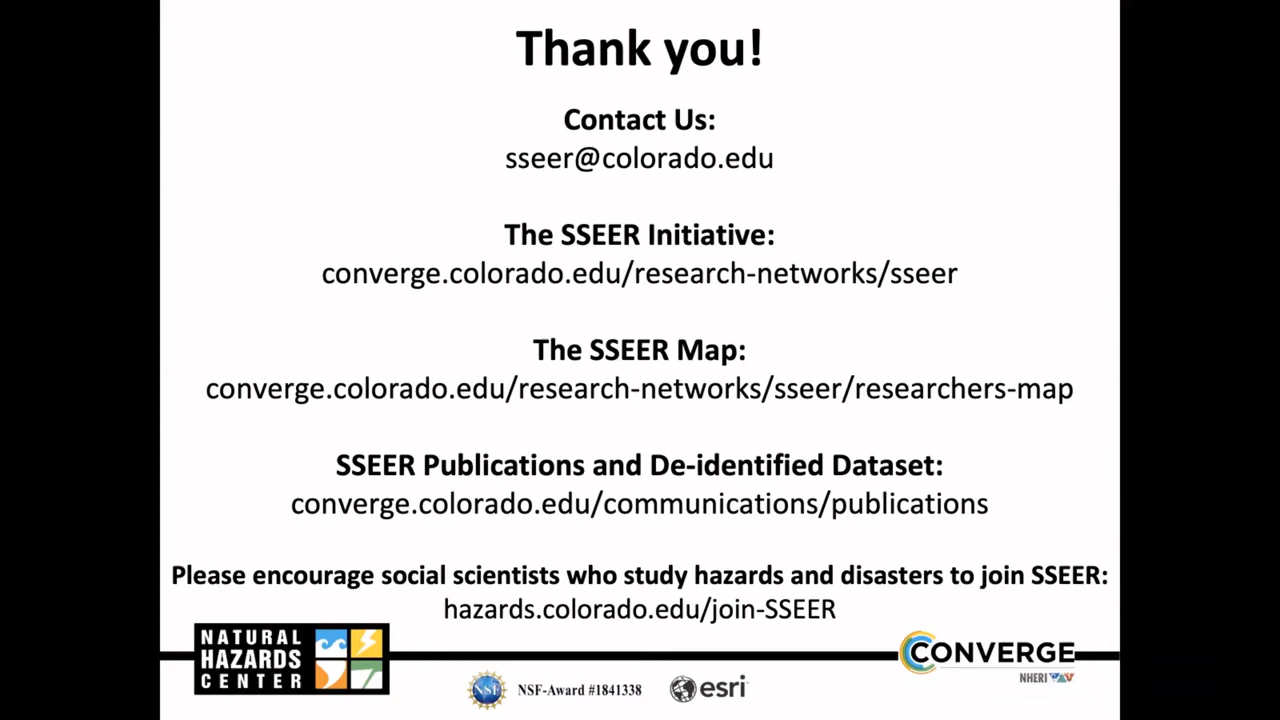 Thank you!
Contact Us:
sseer@colorado.edu
The SSEER Initiative:
converge.colorado.edu/research-networks/sseer
The SSEER Map:
converge.colorado.edu/research-networks/sseer/researchers-map
SSEER Publications and De-identified Dataset:
converge.colorado.edu/communications/publications
Please encourage social scientists who study hazards and disasters to join SSEER:
hazards.colorado.edu/join-SSEER
NATURAL
HAZARDS
CENTER
CONVERGE
NHERI
NSF
NSF-Award #1841338
esri